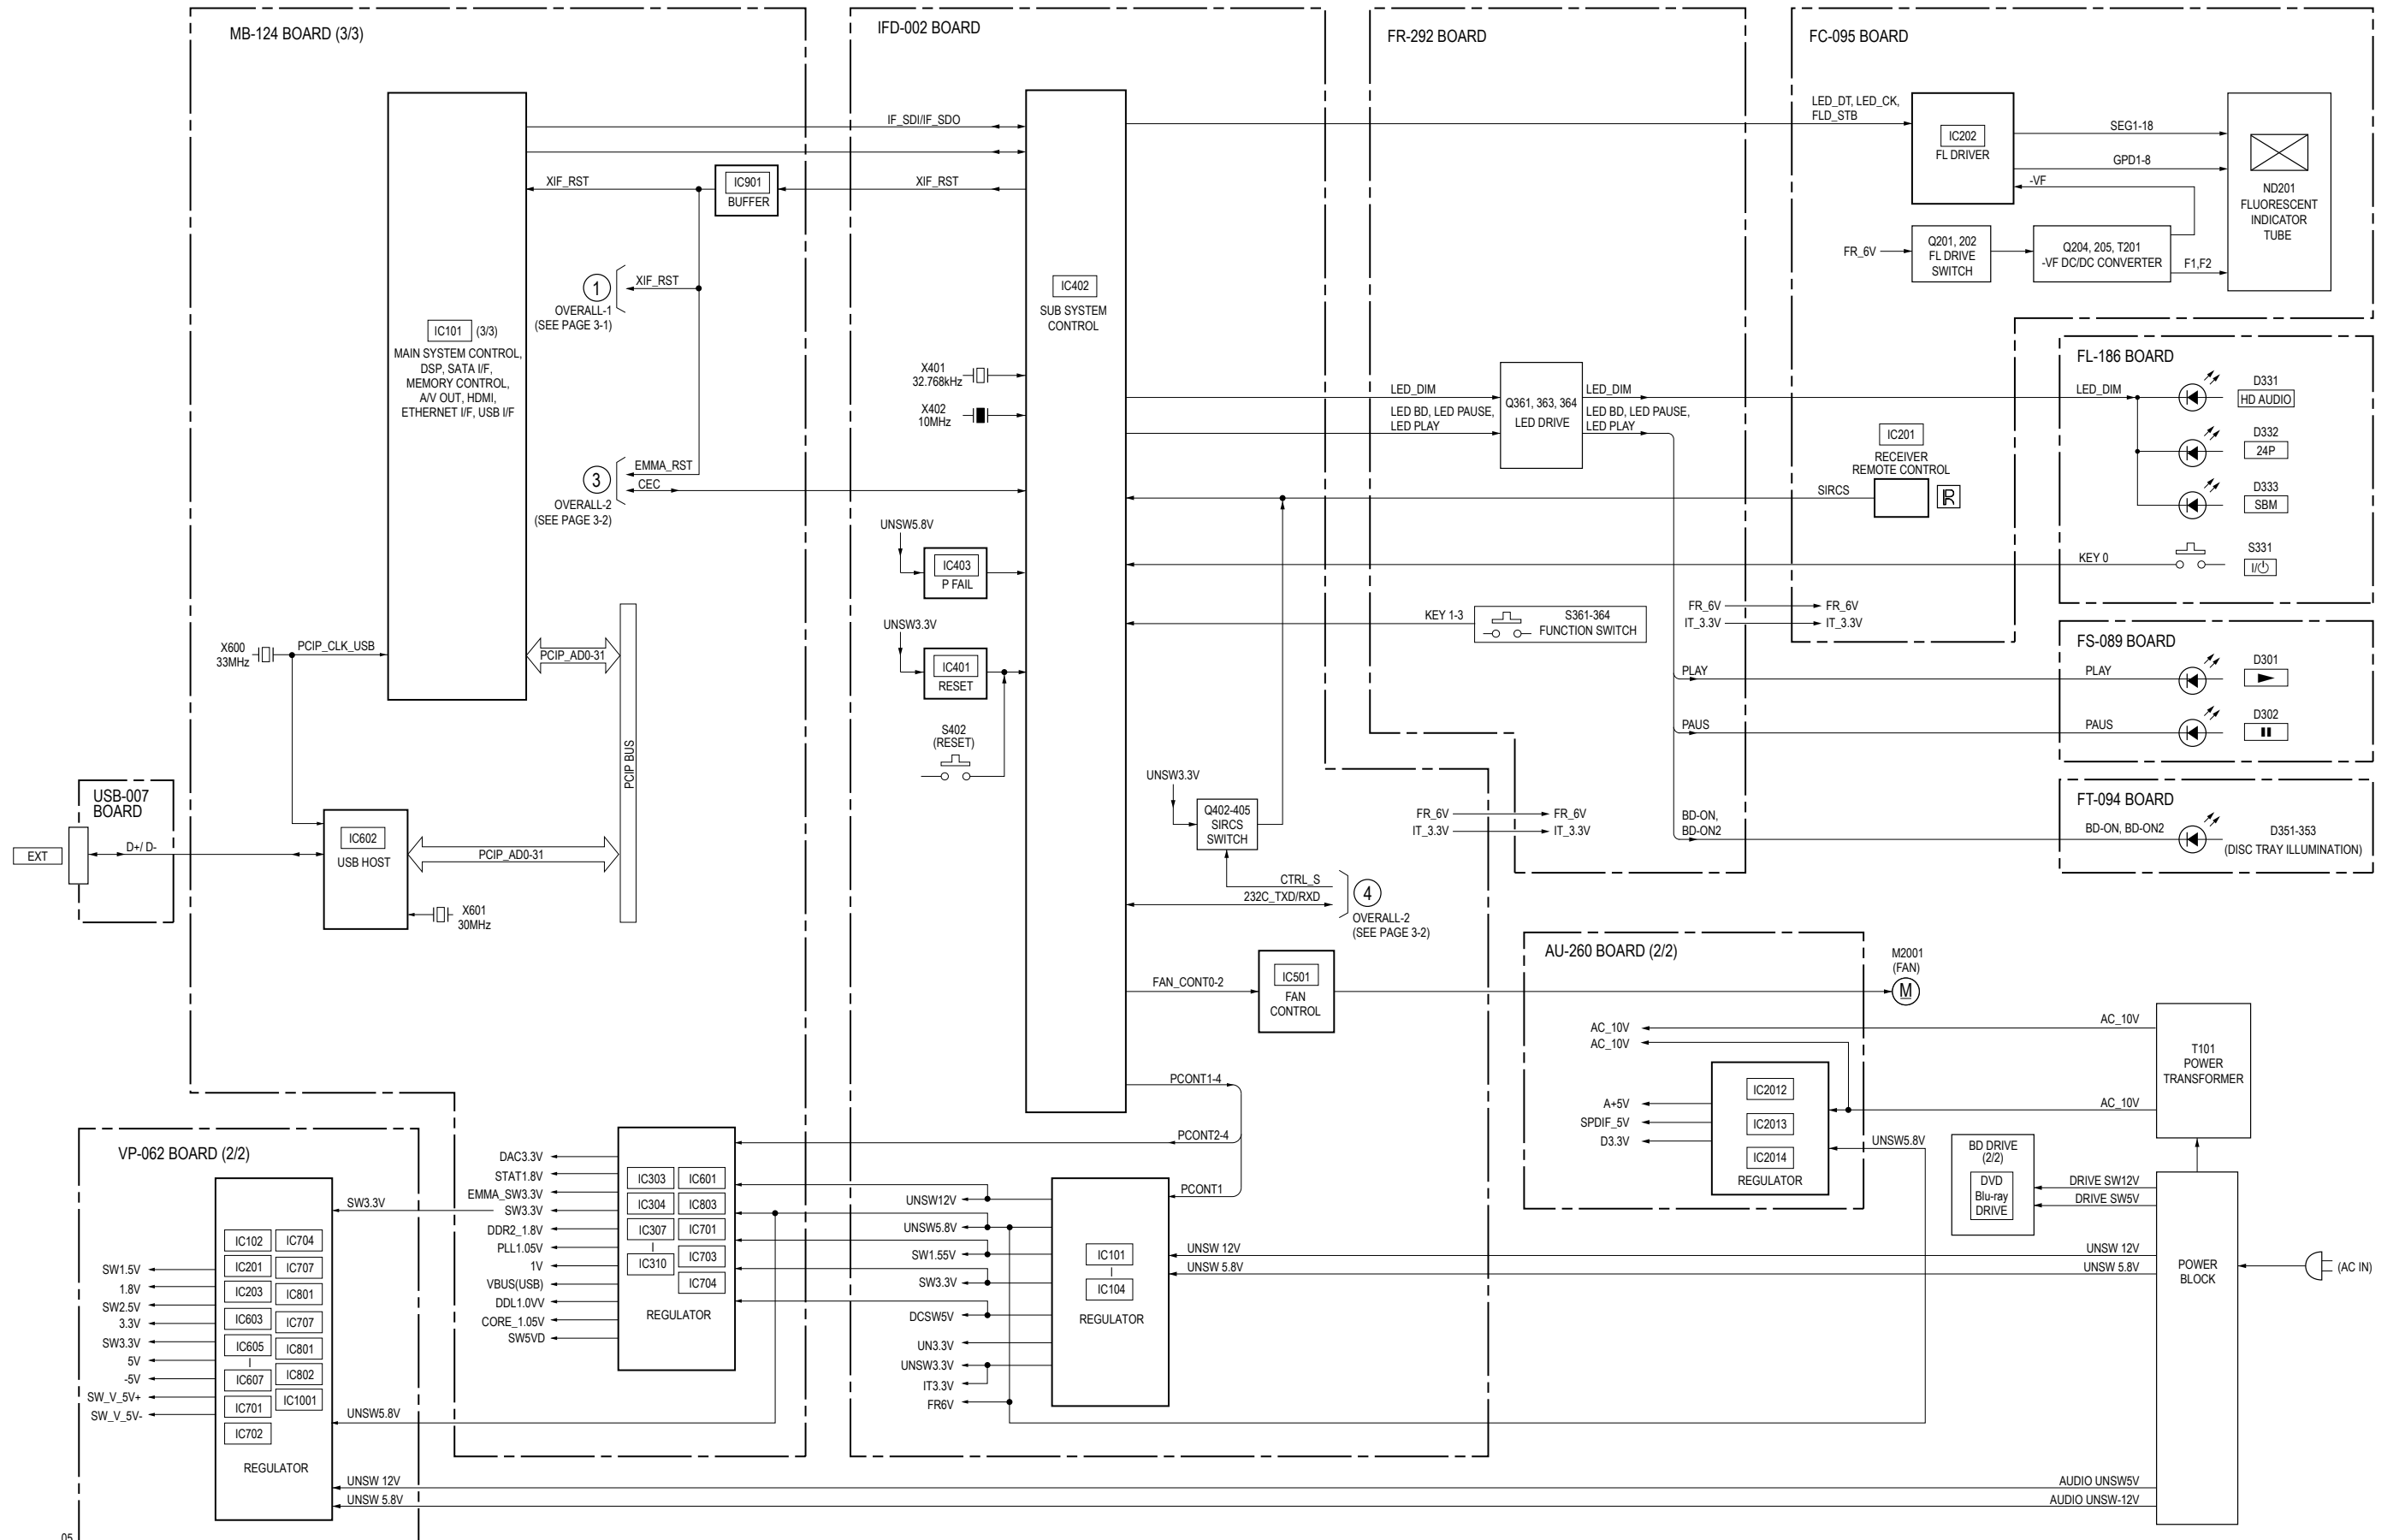 MB-124 BOARD (3/3)
IC101 (3/3)
MAIN SYSTEM CONTROL,
DSP, SATA I/F,
MEMORY CONTROL,
A/V OUT, HDMI,
ETHERNET I/F, USB I/F
XIF_RST
IC901
BUFFER
XIF_RST
1
OVERALL-1
(SEE PAGE 3-1)
EMMA_RST
CEC
3
OVERALL-2
(SEE PAGE 3-2)
X600
33MHz
PCIP_CLK_USB
PCIP_AD0-31
PCIP BUS
USB-007
BOARD
EXT
D+/ D-
IC602
USB HOST
PCIP_AD0-31
X601
30MHz
IFD-002 BOARD
IF_SDI/IF_SDO
XIF_RST
IC402
SUB SYSTEM
CONTROL
X401
32.768kHz
X402
10MHz
UNSW5.8V
IC403
P FAIL
UNSW3.3V
IC401
RESET
S402
(RESET)
UNSW3.3V
Q402-405
SIRCS
SWITCH
CTRL_S
232C_TXD/RXD
4
OVERALL-2
(SEE PAGE 3-2)
FAN_CONT0-2
IC501
FAN
CONTROL
PCONT1-4
PCONT2-4
PCONT1
FR_6V
IT_3.3V
FR_6V
IT_3.3V
FR-292 BOARD
LED_DIM
LED BD, LED PAUSE,
LED PLAY
Q361, 363, 364
LED DRIVE
LED_DIM
LED BD, LED PAUSE,
LED PLAY
KEY 1-3
S361-364
FUNCTION SWITCH
FR_6V
IT_3.3V
FR_6V
IT_3.3V
PLAY
PAUS
BD-ON,
BD-ON2
FC-095 BOARD
LED_DT, LED_CK,
FLD_STB
IC202
FL DRIVER
SEG1-18
GPD1-8
-VF
ND201
FLUORESCENT
INDICATOR
TUBE
FR_6V
Q201, 202
FL DRIVE
SWITCH
Q204, 205, T201
-VF DC/DC CONVERTER
F1,F2
IC201
RECEIVER
REMOTE CONTROL
SIRCS
FL-186 BOARD
LED_DIM
D331
HD AUDIO
D332
24P
D333
SBM
KEY 0
S331
I/⏻
FS-089 BOARD
PLAY
D301
PAUS
D302
FT-094 BOARD
BD-ON, BD-ON2
D351-353
(DISC TRAY ILLUMINATION)
AU-260 BOARD (2/2)
M2001
(FAN)
M
AC_10V
AC_10V
IC2012
IC2013
IC2014
REGULATOR
A+5V
SPDIF_5V
D3.3V
UNSW5.8V
AC_10V
AC_10V
T101
POWER
TRANSFORMER
BD DRIVE
(2/2)
DVD
Blu-ray
DRIVE
DRIVE SW12V
DRIVE SW5V
UNSW 12V
UNSW 5.8V
POWER
BLOCK
(AC IN)
AUDIO UNSW5V
AUDIO UNSW-12V
VP-062 BOARD (2/2)
SW3.3V
IC102
IC704
IC201
IC707
IC203
IC801
IC603
IC707
IC605
IC801
IC607
IC802
IC701
IC1001
IC702
REGULATOR
SW1.5V
1.8V
SW2.5V
3.3V
SW3.3V
5V
-5V
SW_V_5V+
SW_V_5V-
UNSW5.8V
UNSW 12V
UNSW 5.8V
DAC3.3V
STAT1.8V
EMMA_SW3.3V
SW3.3V
DDR2_1.8V
PLL1.05V
1V
VBUS(USB)
DDL1.0VV
CORE_1.05V
SW5VD
IC303
IC601
IC304
IC803
IC307
IC701
IC310
IC703
IC704
REGULATOR
UNSW12V
UNSW5.8V
SW1.55V
SW3.3V
DCSW5V
UN3.3V
UNSW3.3V
IT3.3V
FR6V
IC101
IC104
REGULATOR
UNSW 12V
UNSW 5.8V
05